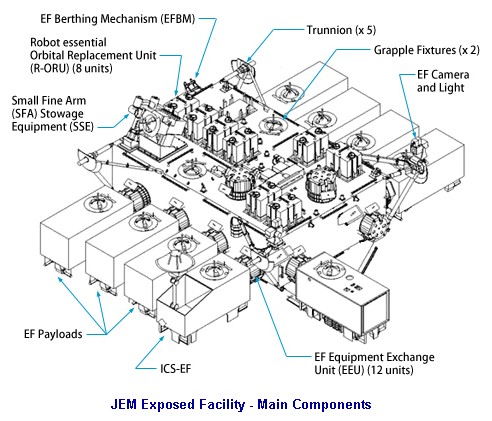 EF Berthing Mechanism (EFBM)
Trunnion (x 5)
Robot essential
Orbital Replacement Unit
(R-ORU) (8 units)
Grapple Fixtures (x 2)
EF Camera
and Light
Small Fine Arm
(SFA) Stowage
Equipment (SSE)
EF Payloads
ICS-EF
EF Equipment Exchange
Unit (EEU) (12 units)
JEM Exposed Facility - Main Components